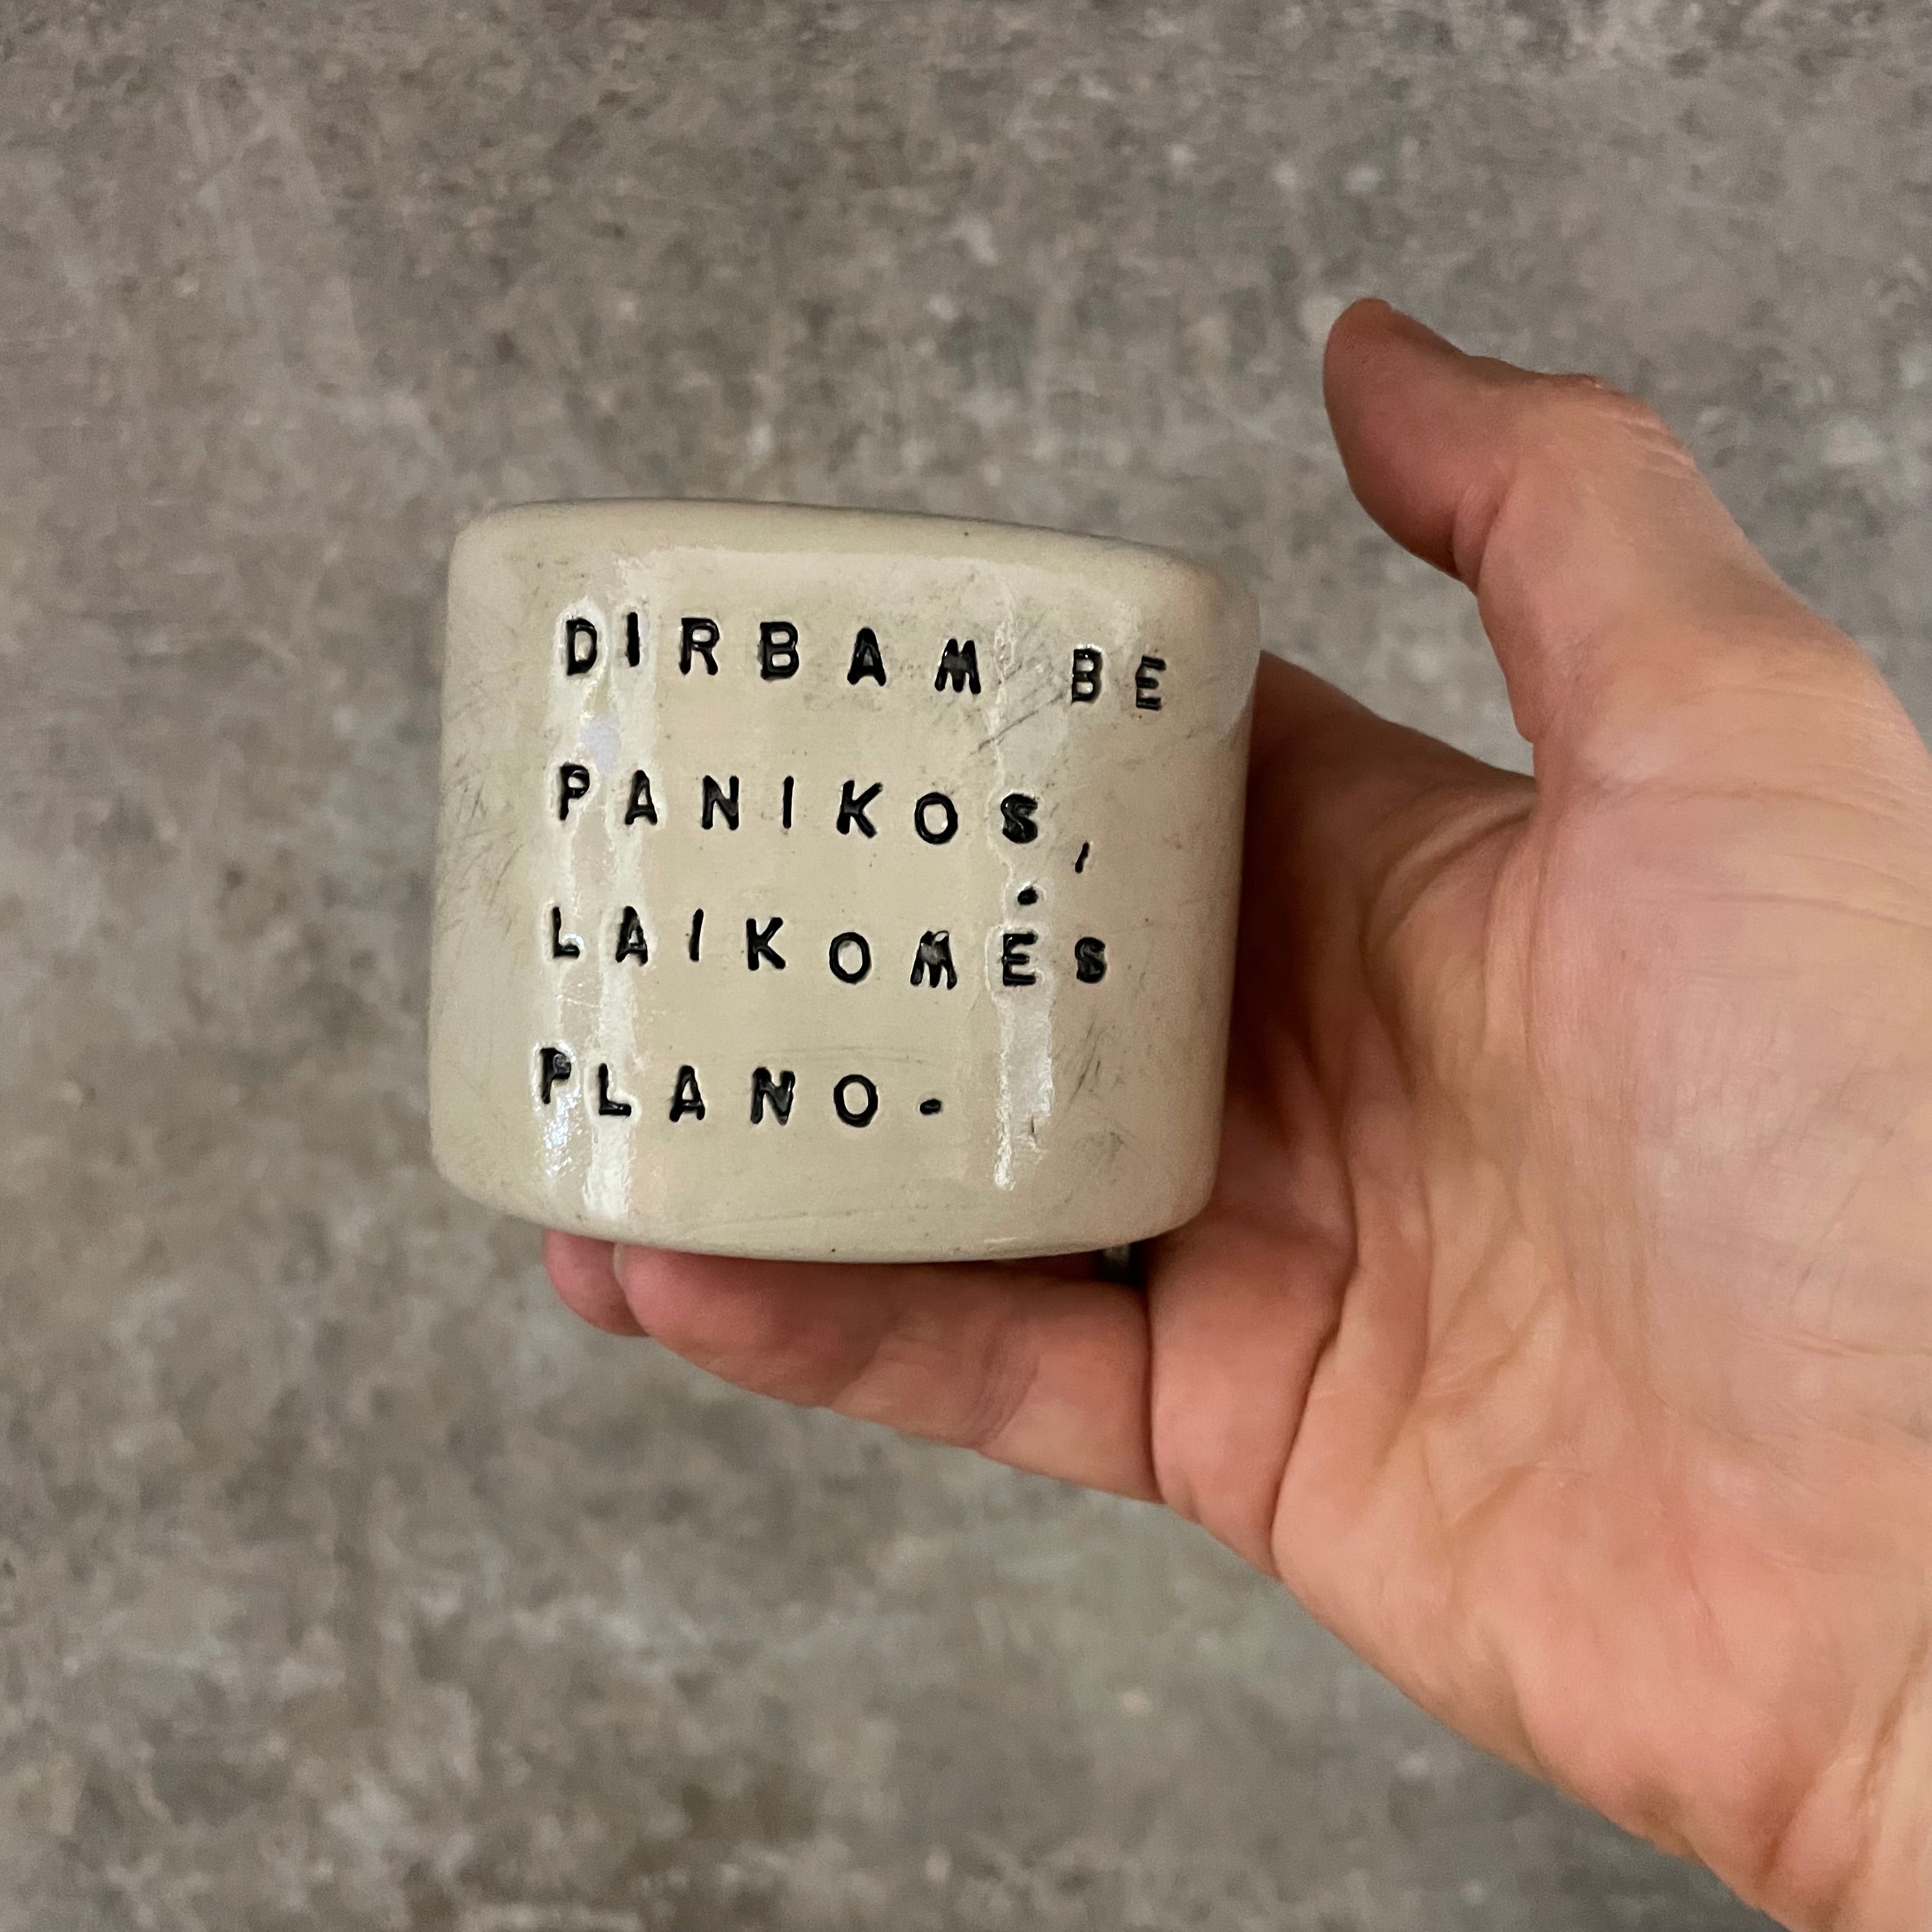 DIRBAM BE
PANIKOS,
LAIKOMĖS
PLANO.